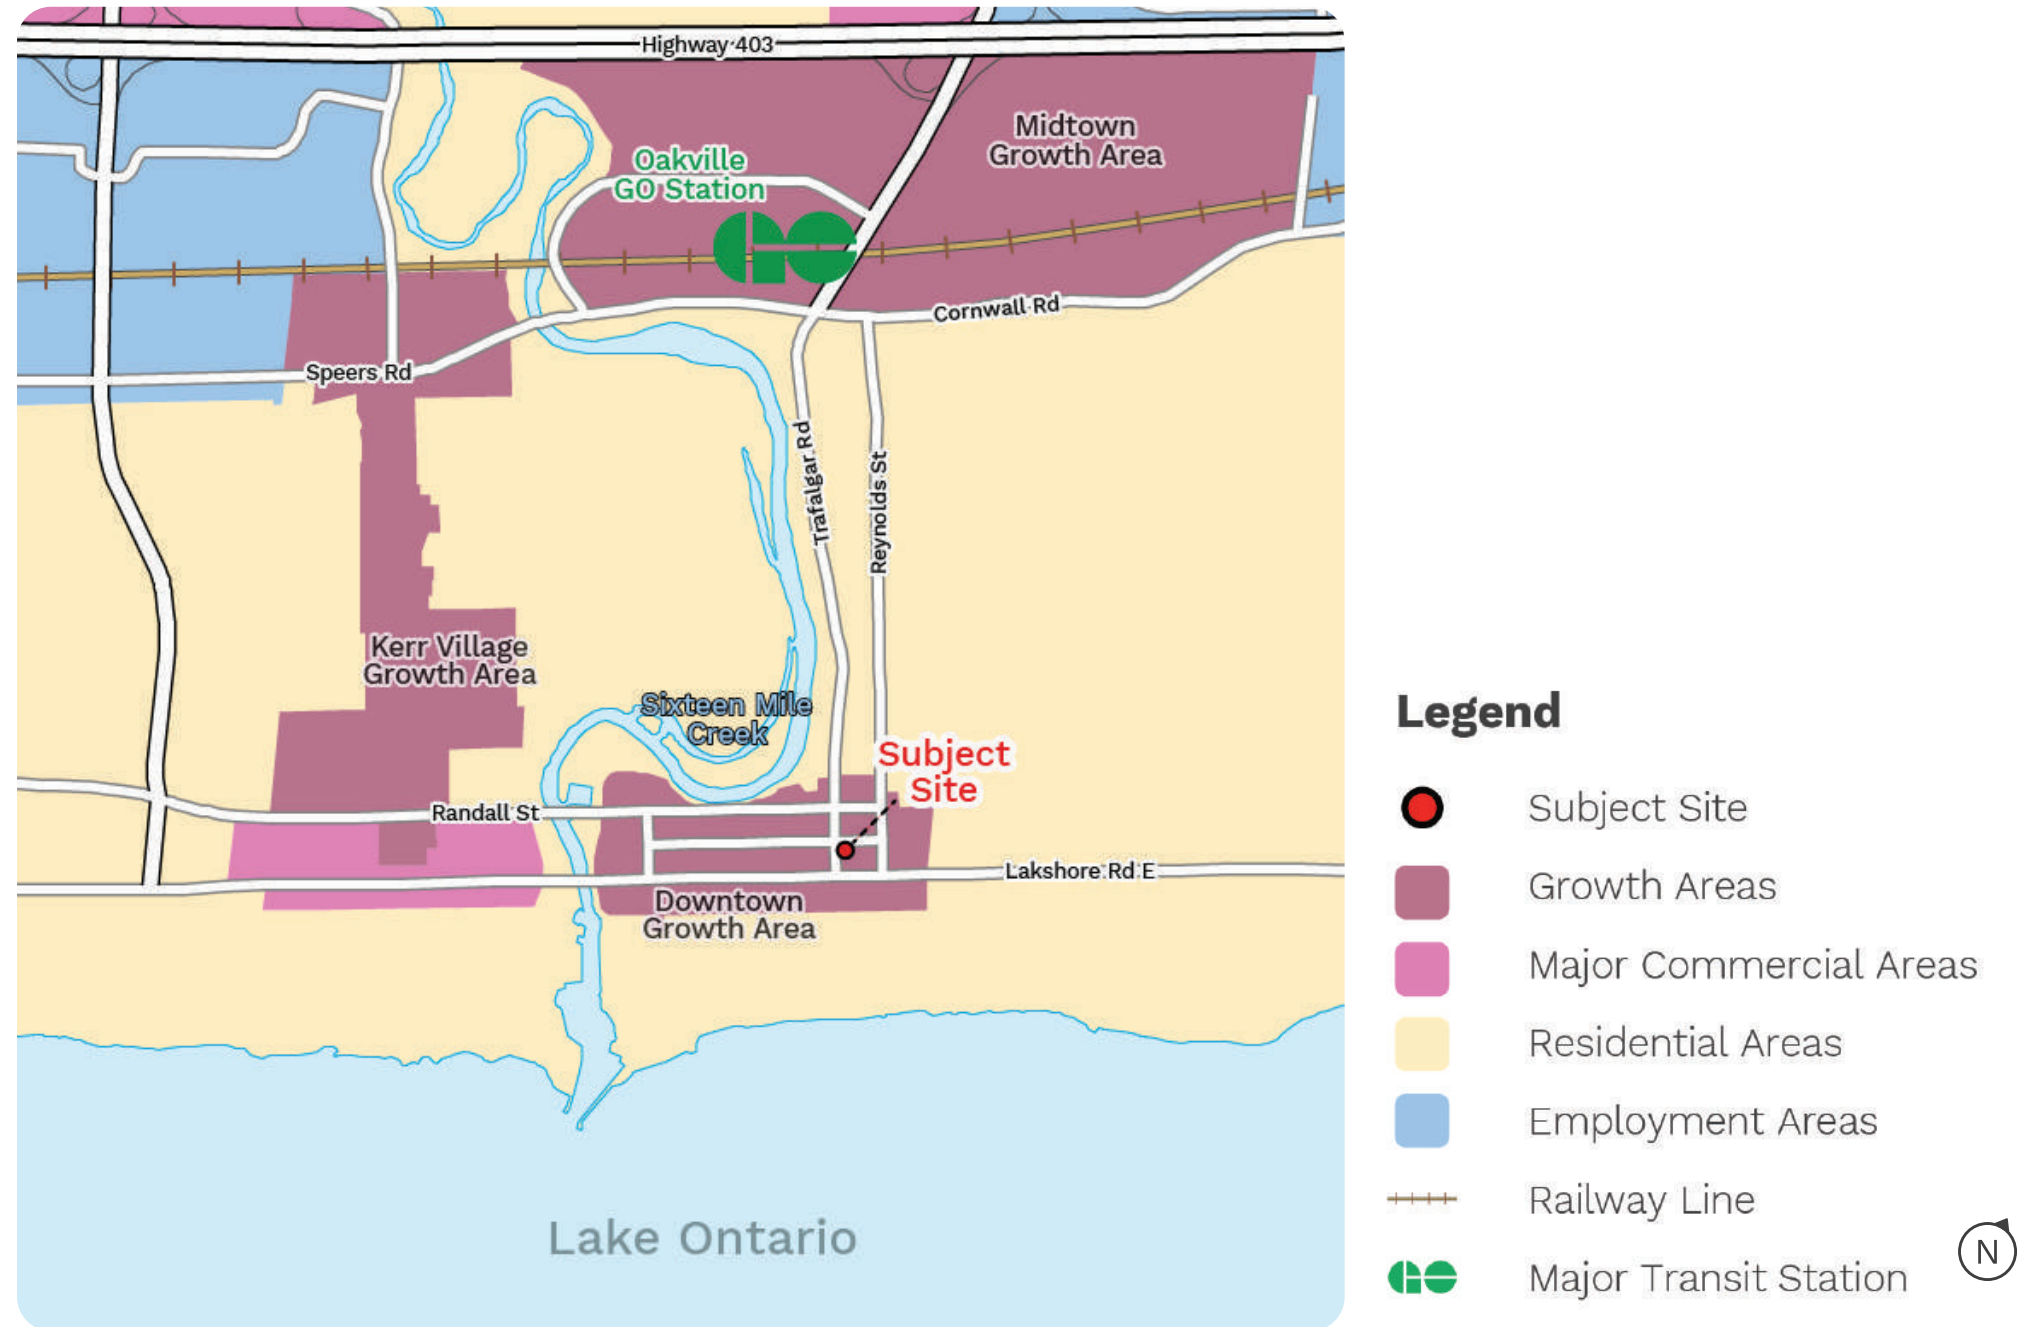 Highway 403
Midtown
Growth Area
Oakville
GO Station
Cornwall Rd
Speers Rd
Trafalgar Rd
Reynolds St
Kerr Village
Growth Area
Sixteen Mile
Creek
Subject
Site
Randall St
Lakshore Rd E
Downtown
Growth Area
Lake Ontario
Legend
Subject Site
Growth Areas
Major Commercial Areas
Residential Areas
Employment Areas
Railway Line
GO
Major Transit Station
N